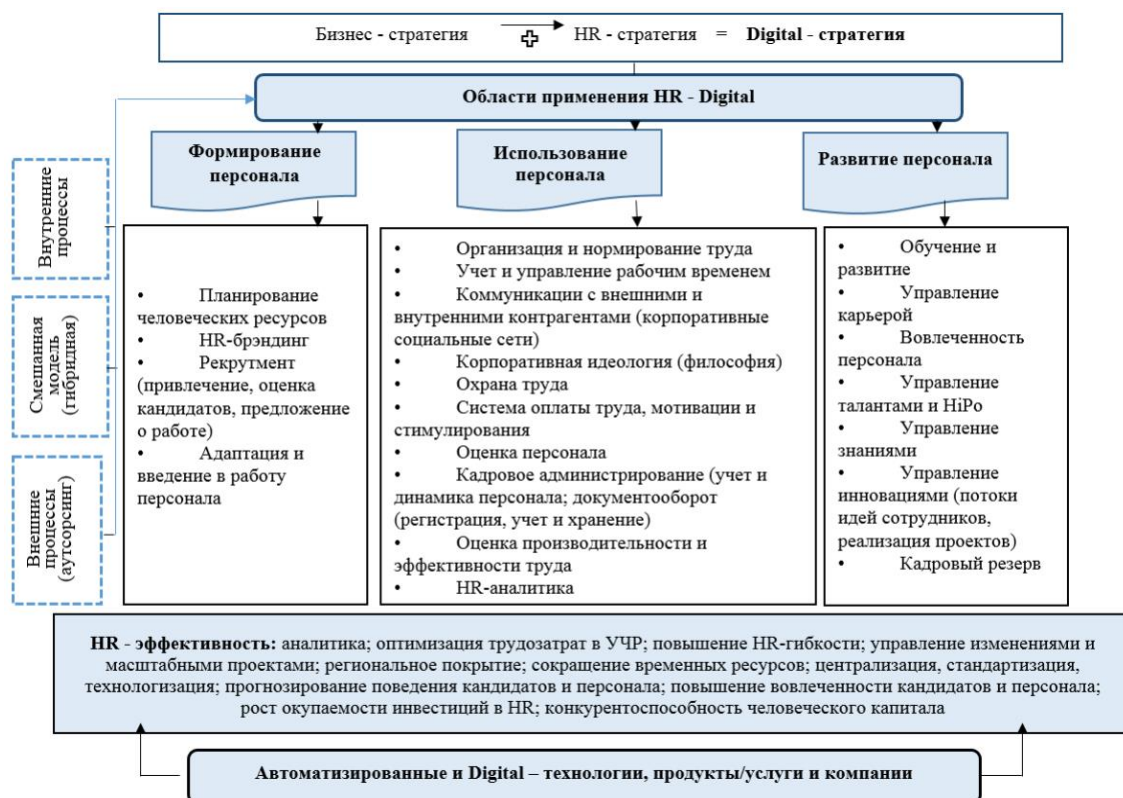 Бизнес - стратегия HR - стратегия = Digital - стратегия
Области применения HR - Digital
Внутренние
процессы
Смешанная
модель
(гибридная)
Внешние
процессы
(аутсорсинг)
Формирование
персонала
• Планирование
человеческих ресурсов
• HR-брэндинг
• Рекрутмент
(привлечение, оценка
кандидатов, предложение
о работе)
• Адаптация и
введение в работу
персонала
Использование
персонала
• Организация и нормирование труда
• Учет и управление рабочим временем
• Коммуникации с внешними и
внутренними контрагентами (корпоративные
социальные сети)
• Корпоративная идеология (философия)
• Охрана труда
• Система оплаты труда, мотивации и
стимулирования
• Оценка персонала
• Кадровое администрирование (учет и
динамика персонала; документооборот
(регистрация, учет и хранение)
• Оценка производительности и
эффективности труда
• HR-аналитика
Развитие персонала
• Обучение и
развитие
• Управление
карьерой
• Вовлеченность
персонала
• Управление
талантами и HiPo
• Управление
знаниями
• Управление
инновациями (потоки
идей сотрудников,
реализация проектов)
• Кадровый резерв
HR - эффективность: аналитика; оптимизация трудозатрат в УЧР; повышение HR-гибкости; управление изменениями и
масштабными проектами; региональное покрытие; сокращение временных ресурсов; централизация, стандартизация,
технологизация; прогнозирование поведения кандидатов и персонала; повышение вовлеченности кандидатов и персонала;
рост окупаемости инвестиций в HR; конкурентоспособность человеческого капитала
Автоматизированные и Digital – технологии, продукты/услуги и компании